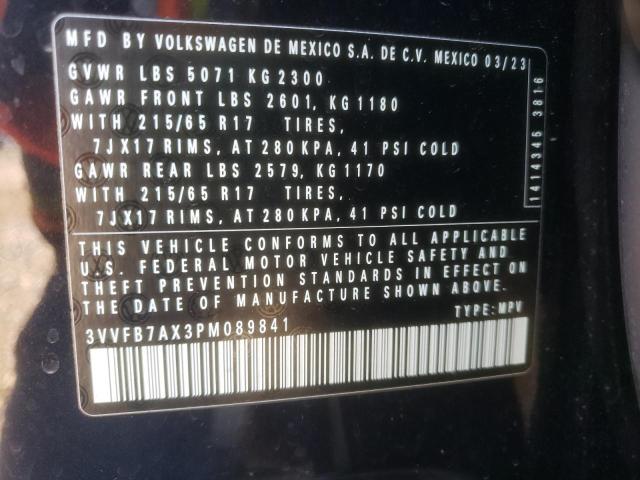 MFD BY VOLKSWAGEN DE MEXICO S.A. DE C.V. MEXICO 03/23
GVWR LBS 5071 KG 2300
GAWR FRONT LBS 2601, KG 1180
WITH 215/65 R17 TIRES,
7JX17 RIMS, AT 280 KPA, 41 PSI COLD
GAWR REAR LBS 2579, KG 1170
WITH 215/65 R17 TIRES,
7JX17 RIMS, AT 280 KPA, 41 PSI COLD
1414345 3816
THIS VEHICLE CONFORMS TO ALL APPLICABLE
U.S. FEDERAL MOTOR VEHICLE SAFETY AND
THEFT PREVENTION STANDARDS IN EFFECT ON
THE DATE OF MANUFACTURE SHOWN ABOVE.
3VVFB7AX3PM089841 TYPE: MPV